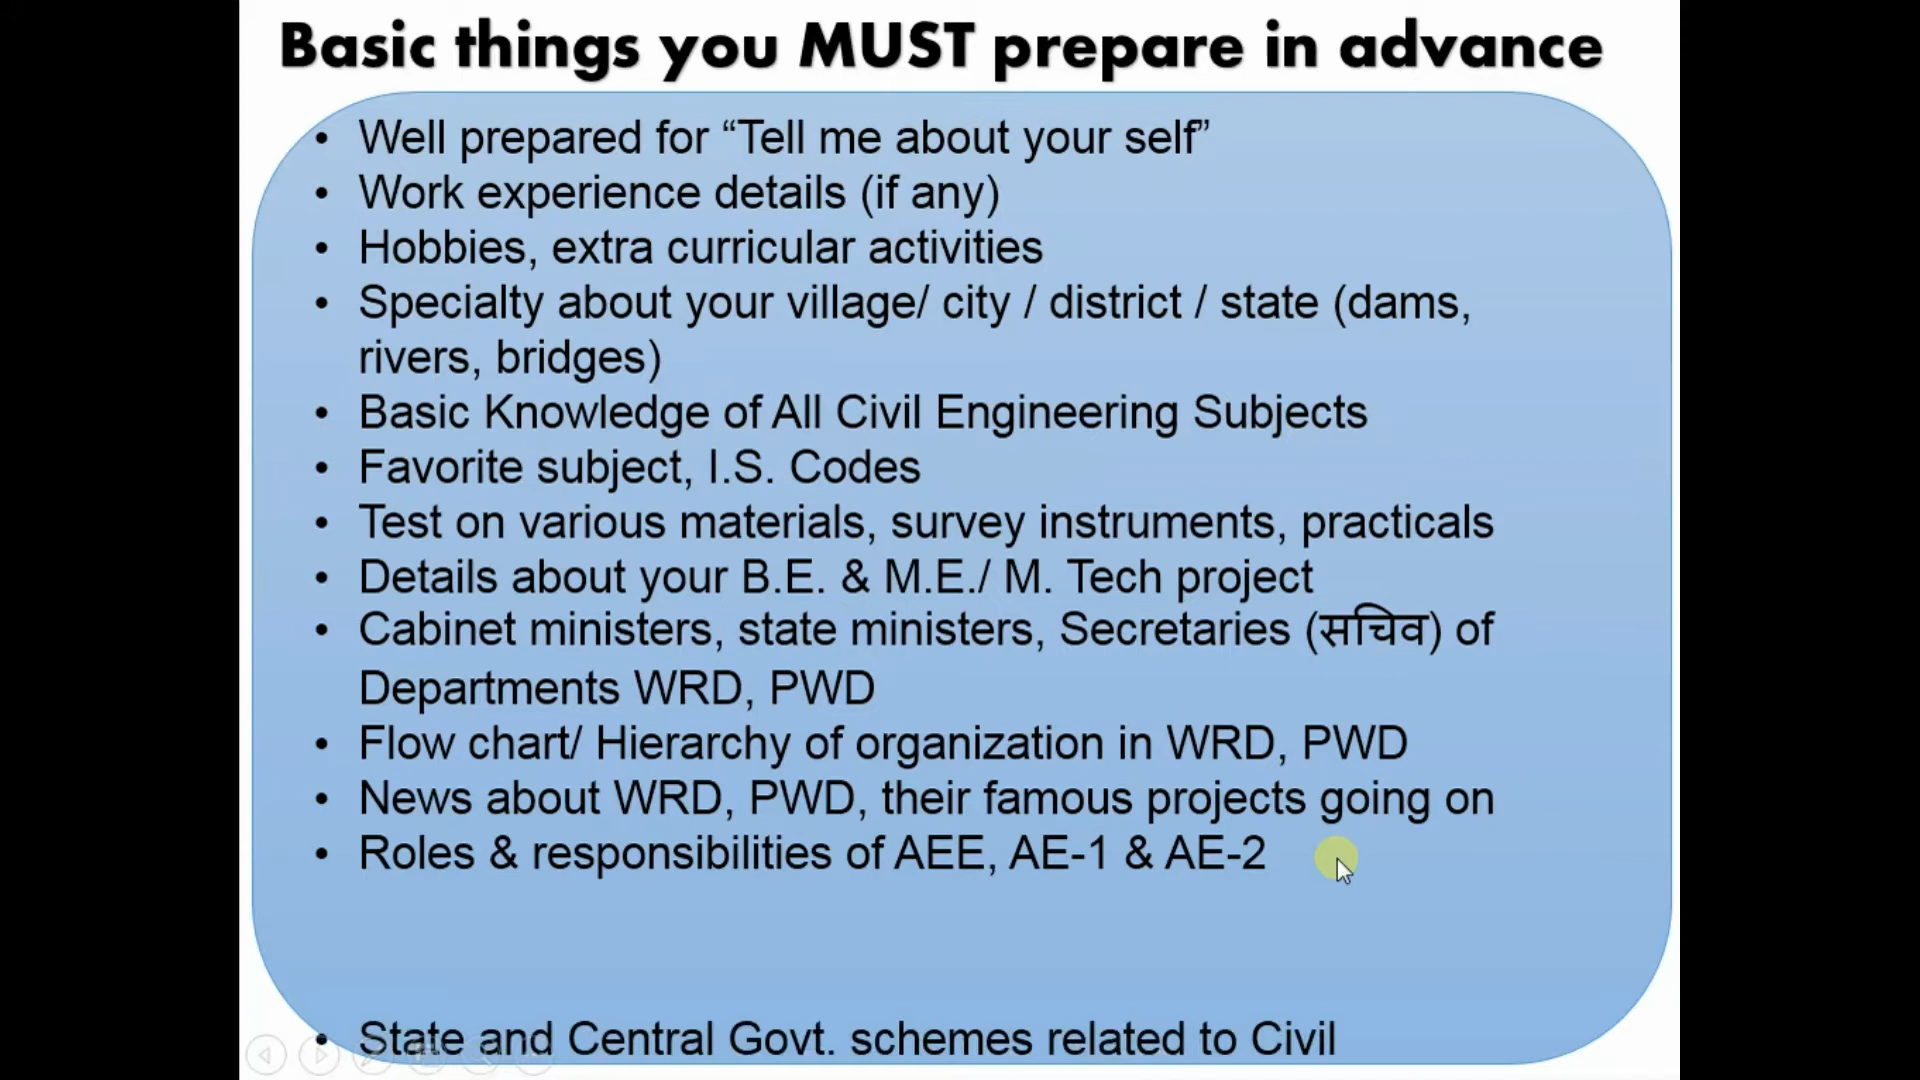 Basic things you MUST prepare in advance
• Well prepared for “Tell me about your self”
• Work experience details (if any)
• Hobbies, extra curricular activities
• Specialty about your village/ city / district / state (dams,
rivers, bridges)
• Basic Knowledge of All Civil Engineering Subjects
• Favorite subject, I.S. Codes
• Test on various materials, survey instruments, practicals
• Details about your B.E. & M.E./ M. Tech project
• Cabinet ministers, state ministers, Secretaries (सचिव) of
Departments WRD, PWD
• Flow chart/ Hierarchy of organization in WRD, PWD
• News about WRD, PWD, their famous projects going on
• Roles & responsibilities of AEE, AE-1 & AE-2
• State and Central Govt. schemes related to Civil